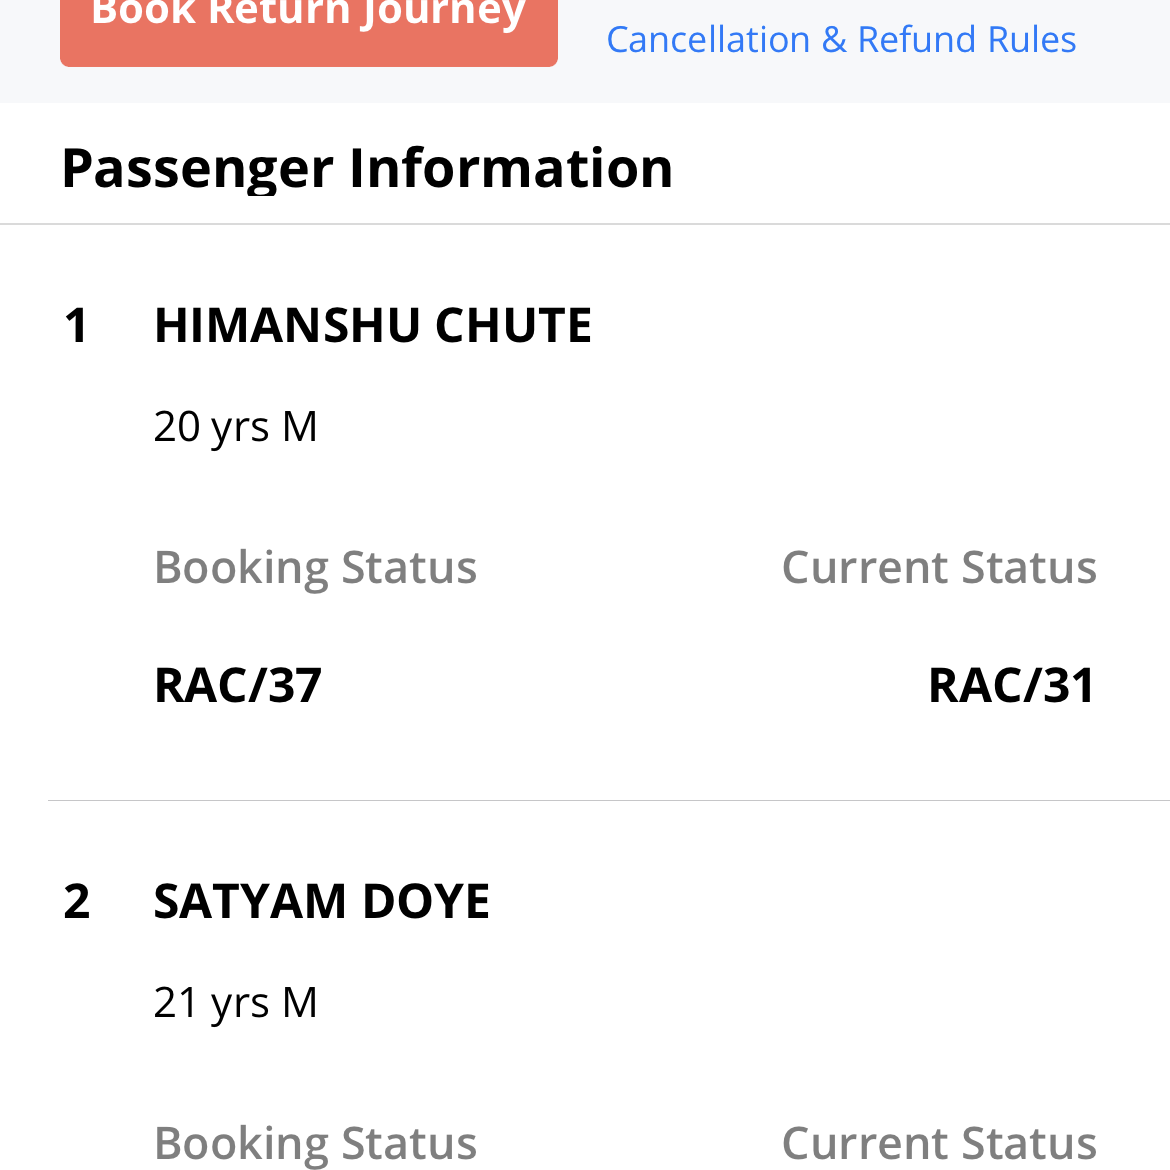 Book Return Journey
Cancellation & Refund Rules
Passenger Information
1 HIMANSHU CHUTE
20 yrs M
Booking Status Current Status
RAC/37 RAC/31
2 SATYAM DOYE
21 yrs M
Booking Status Current Status